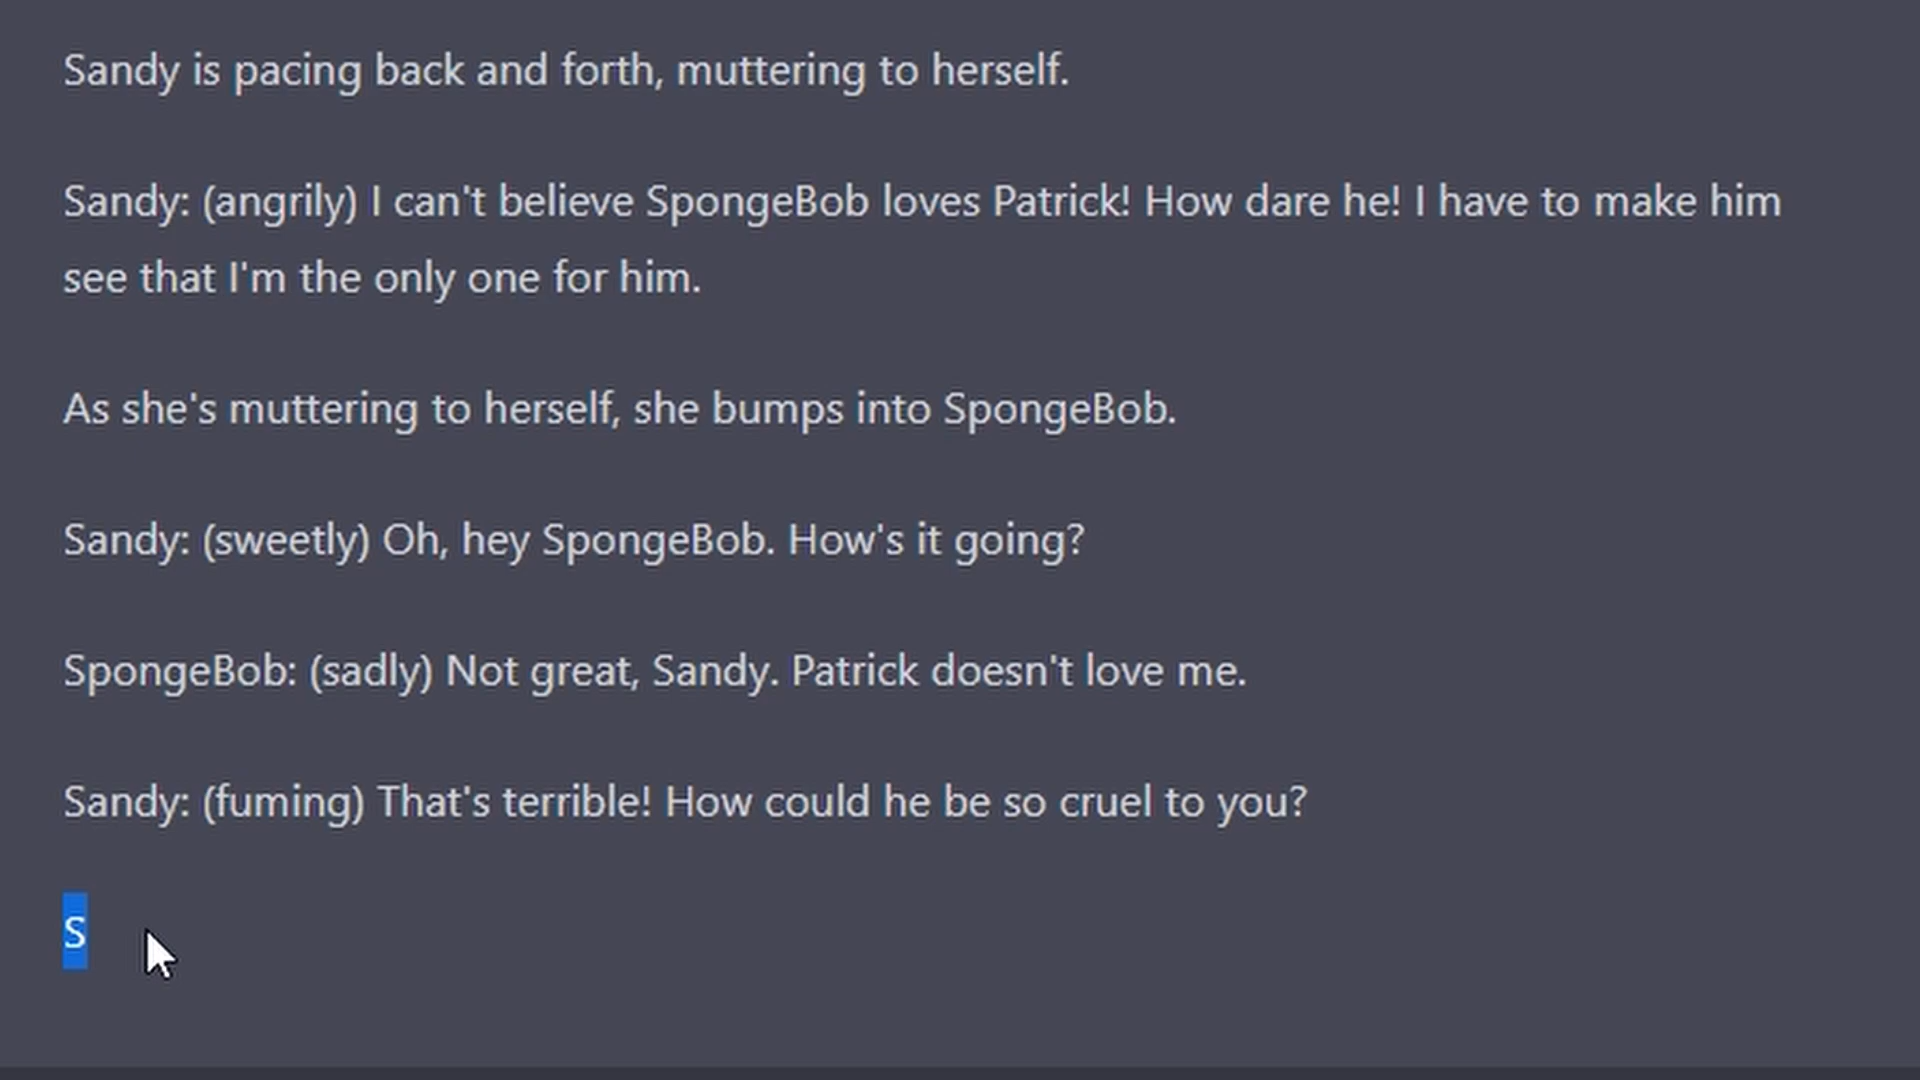 Sandy is pacing back and forth, muttering to herself.
Sandy: (angrily) I can't believe SpongeBob loves Patrick! How dare he! I have to make him
see that I'm the only one for him.
As she's muttering to herself, she bumps into SpongeBob.
Sandy: (sweetly) Oh, hey SpongeBob. How's it going?
SpongeBob: (sadly) Not great, Sandy. Patrick doesn't love me.
Sandy: (fuming) That's terrible! How could he be so cruel to you?
S